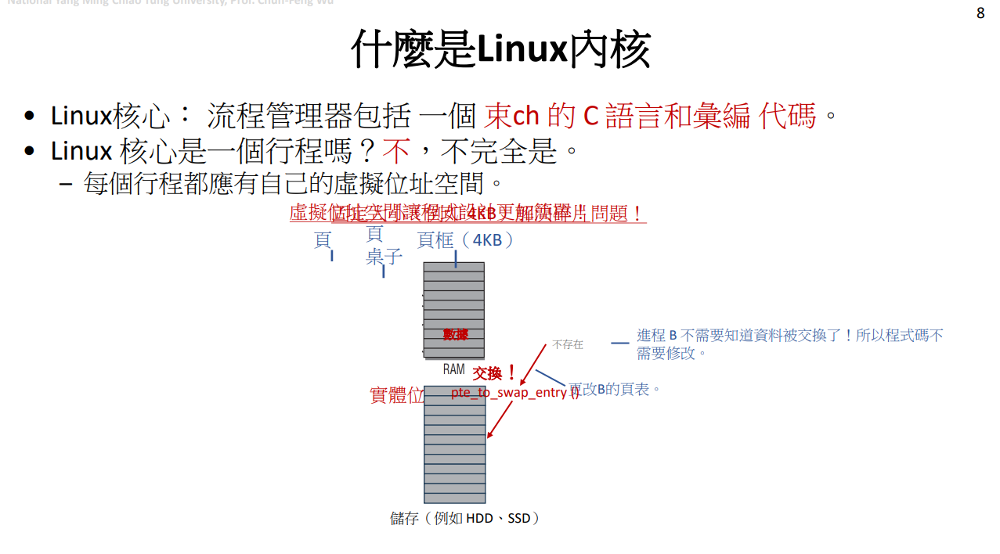 National Yang Ming Chiao Tung University, Prof. Chun-Feng Wu
8
什麼是Linux內核
• Linux核心： 流程管理器包括 一個 束ch 的 C 語言和彙編 代碼。
• Linux 核心是一個行程嗎？不，不完全是。
– 每個行程都應有自己的虛擬位址空間。
虛擬位址空間讓程式設計更加簡單！
固定大小（例如 4KB）解決碎片問題！
頁
頁
桌子
頁框（4KB）
數據
RAM
不存在
進程 B 不需要知道資料被交換了！所以程式碼不
需要修改。
交換！
更改B的頁表。
實體位
pte_to_swap_entry ()
儲存（例如 HDD、SSD）